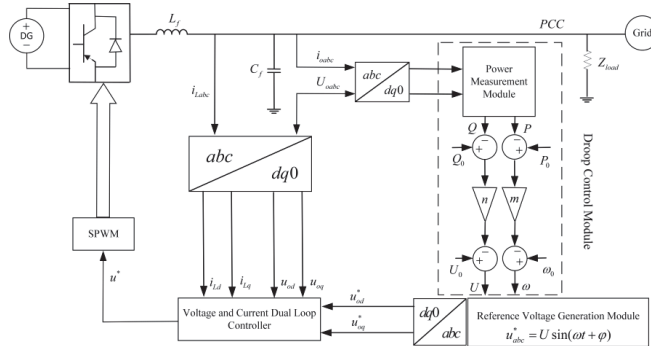 DG
L_f
PCC
Grid
i_oabc
C_f
U_oabc
i_Labc
abc
dq0
Power
Measurement
Module
Z_load
Q
P
Q_0
P_0
n
m
U_0
ω_0
U
ω
Droop Control Module
abc
dq0
SPWM
u^*
i_Ld
i_Lq
u_od
u_oq
Voltage and Current Dual Loop
Controller
u^*_od
u^*_oq
dq0
abc
Reference Voltage Generation Module
u^*_abc = U sin(ωt + φ)